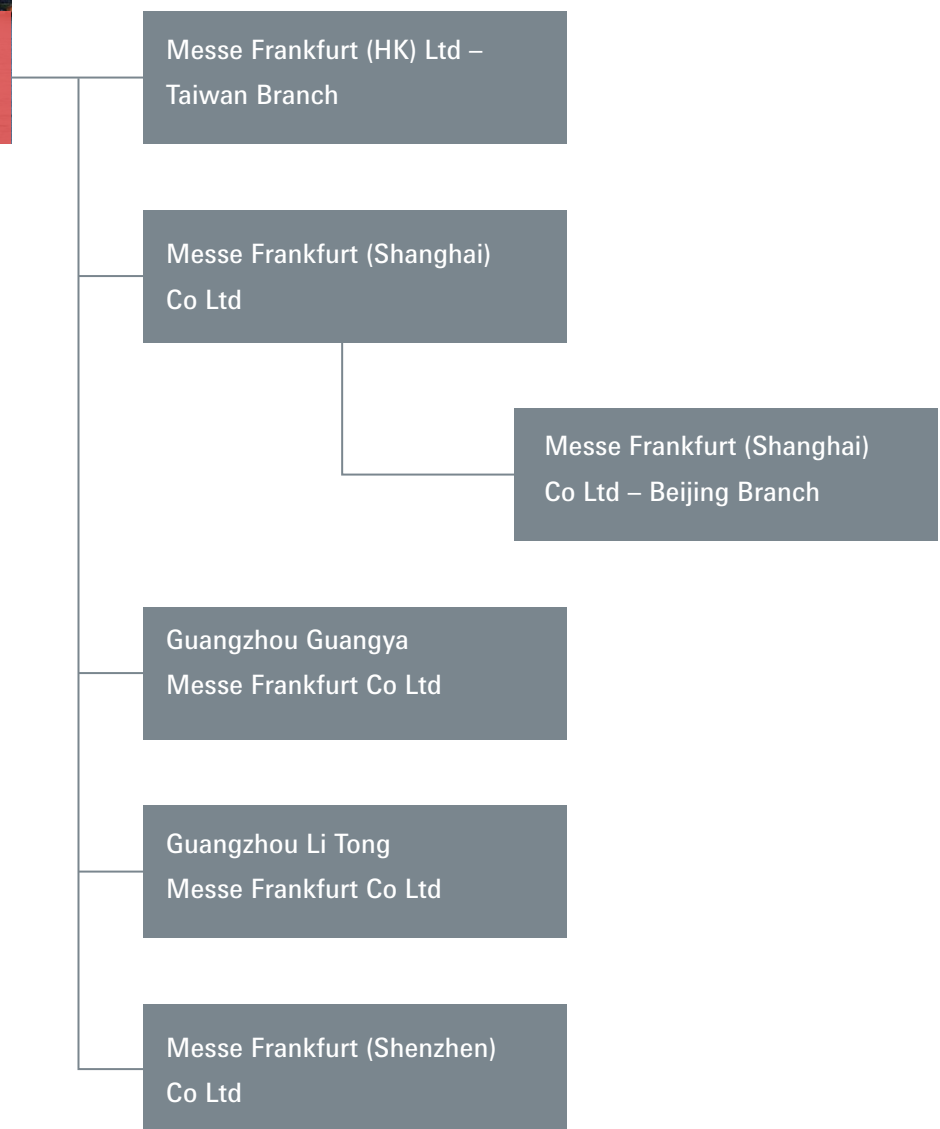 Messe Frankfurt (HK) Ltd –
Taiwan Branch
Messe Frankfurt (Shanghai)
Co Ltd
Messe Frankfurt (Shanghai)
Co Ltd – Beijing Branch
Guangzhou Guangya
Messe Frankfurt Co Ltd
Guangzhou Li Tong
Messe Frankfurt Co Ltd
Messe Frankfurt (Shenzhen)
Co Ltd